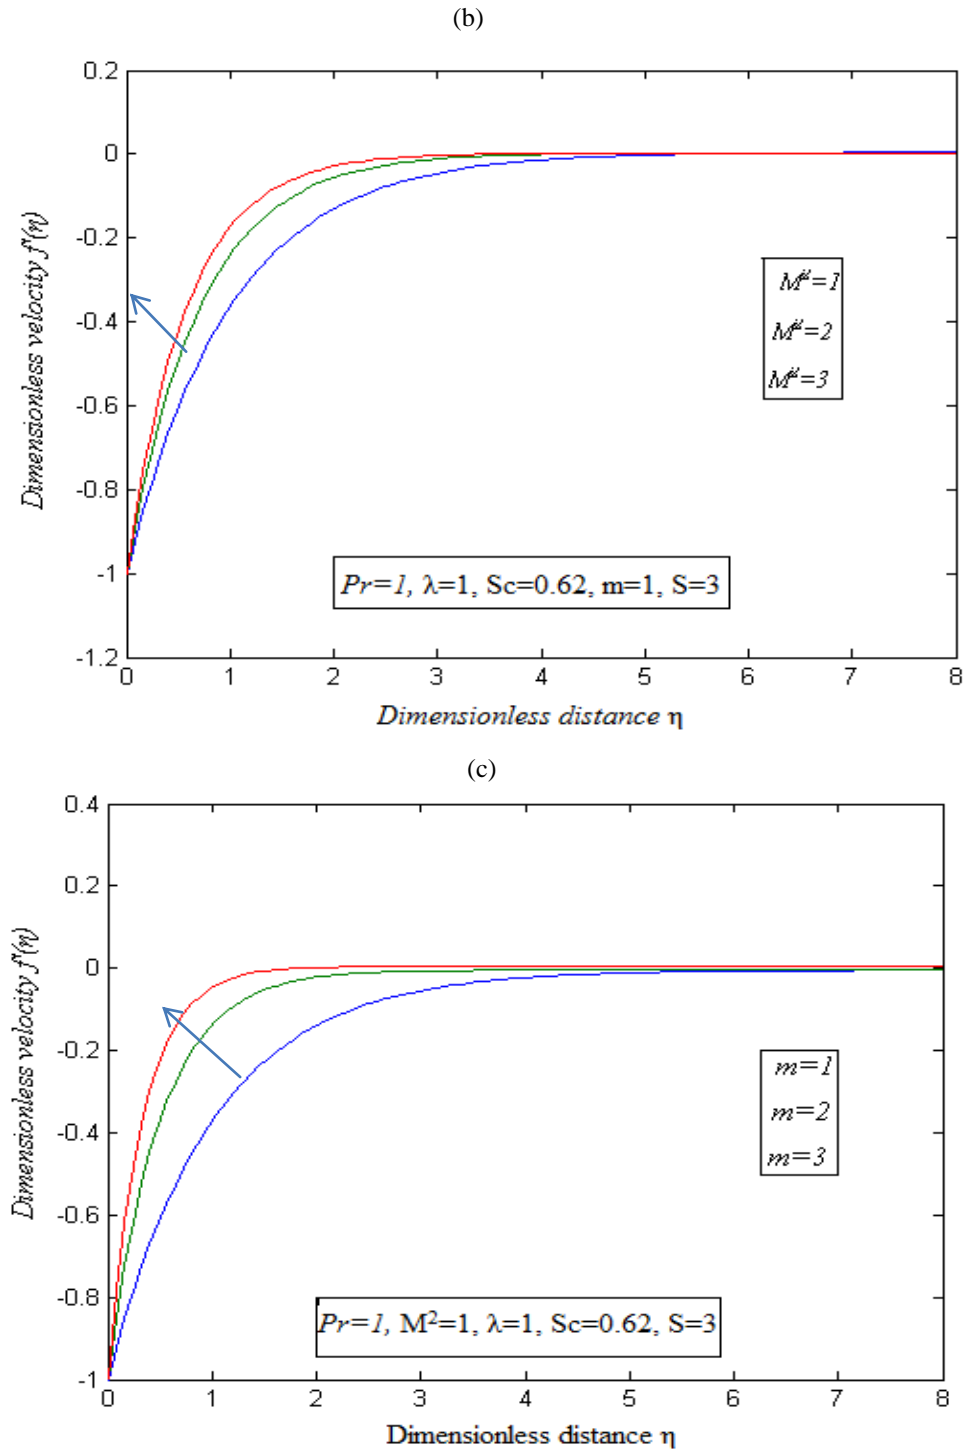 (b)
0.2
0
-0.2
-0.4
-0.6
-0.8
-1
-1.2
Dimensionless velocity f'(η)
M²=1
M²=2
M²=3
Pr=1, λ=1, Sc=0.62, m=1, S=3
0 1 2 3 4 5 6 7 8
Dimensionless distance η
(c)
0.4
0.2
0
-0.2
-0.4
-0.6
-0.8
-1
Dimensionless velocity f'(η)
m=1
m=2
m=3
Pr=1, M²=1, λ=1, Sc=0.62, S=3
0 1 2 3 4 5 6 7 8
Dimensionless distance η